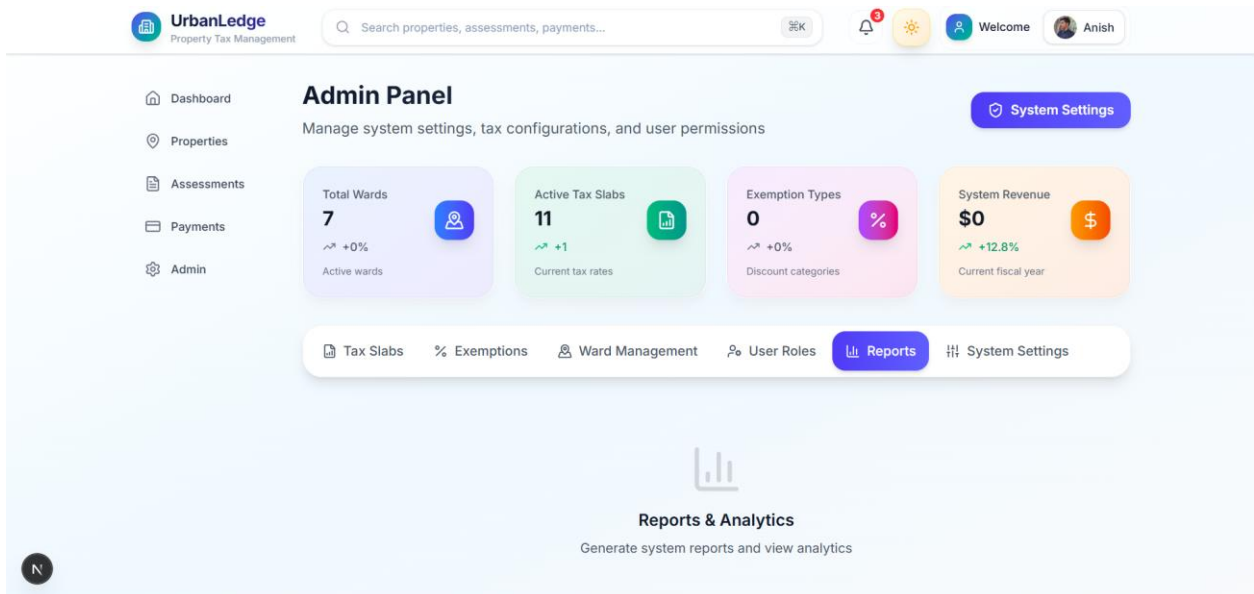 UrbanLedge
Property Tax Management
Search properties, assessments, payments...
⌘K
3
Welcome
Anish
Dashboard
Properties
Assessments
Payments
Admin
Admin Panel
Manage system settings, tax configurations, and user permissions
System Settings
Total Wards
7
+0%
Active wards
Active Tax Slabs
11
+1
Current tax rates
Exemption Types
0
%
+0%
Discount categories
System Revenue
$0
$
+12.8%
Current fiscal year
Tax Slabs
% Exemptions
Ward Management
User Roles
Reports
System Settings
Reports & Analytics
Generate system reports and view analytics
N